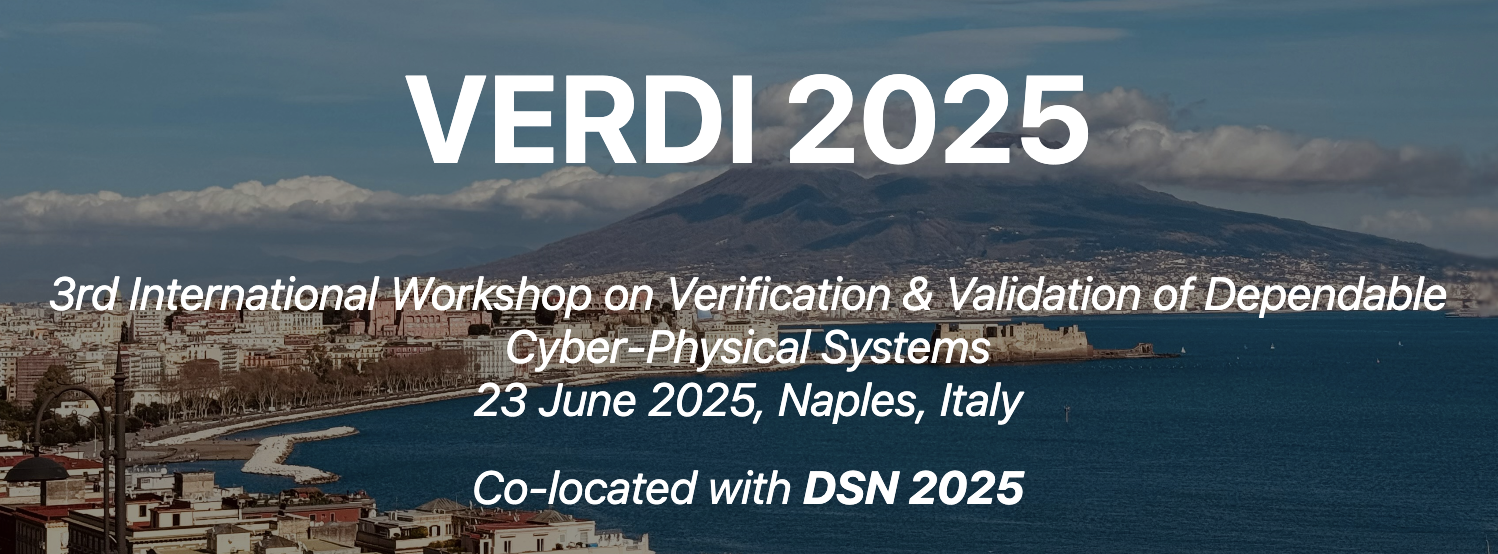 VERDI 2025
3rd International Workshop on Verification & Validation of Dependable
Cyber-Physical Systems
23 June 2025, Naples, Italy
Co-located with DSN 2025